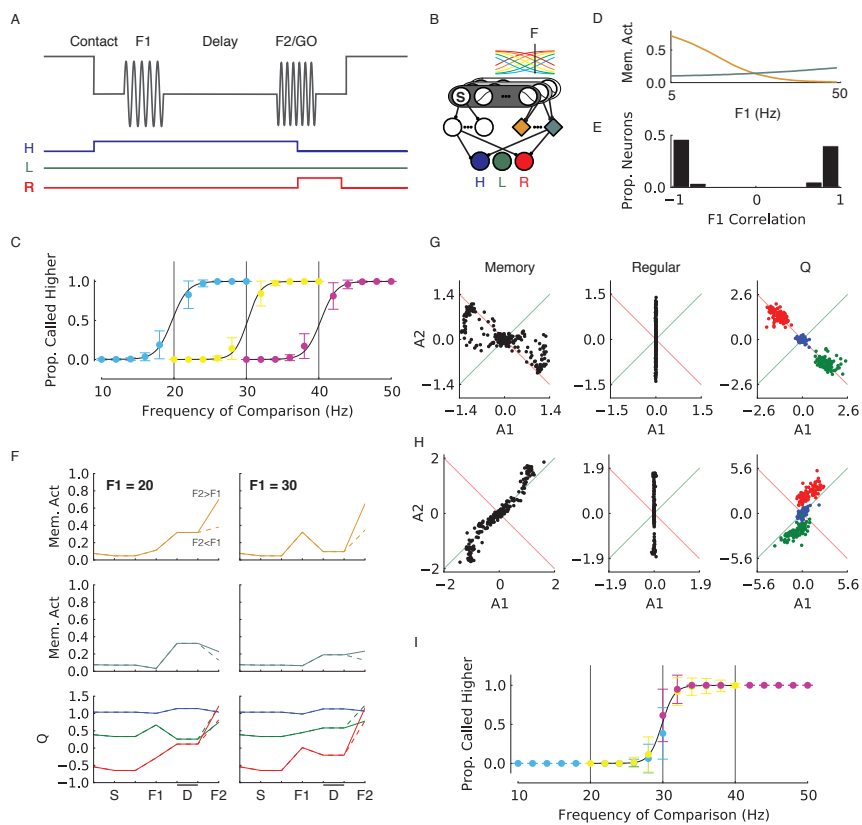 A
Contact F1 Delay F2/GO
H
L
R
B
F
S
H L R
D
Mem. Act.
0.5
0.0
5 50
F1 (Hz)
E
Prop. Neurons
0.4
0.0
−1 0 1
F1 Correlation
C
Prop. Called Higher
1.0
0.5
0.0
10 20 30 40 50
Frequency of Comparison (Hz)
G
Memory Regular Q
A2
1.4
0.0
−1.4
−1.4 0.0 1.4
A1
1.5
0.0
−1.5
−1.5 0.0 1.5
A1
2.6
0.0
−2.6
−2.6 0.0 2.6
A1
H
A2
2
0
−2
−2 0 2
A1
1.9
0.0
−1.9
−1.9 0.0 1.9
A1
5.6
0.0
−5.6
−5.6 0.0 5.6
A1
F
F1 = 20 F1 = 30
Mem. Act
1.0
0.8
0.6
0.4
0.2
0.0
F2>F1
F2<F1
Mem. Act
1.0
0.8
0.6
0.4
0.2
0.0
Q
1.5
1.0
0.5
0.0
−0.5
−1.0
S F1 D F2
S F1 D F2
I
Prop. Called Higher
1.0
0.5
0.0
10 20 30 40 50
Frequency of Comparison (Hz)